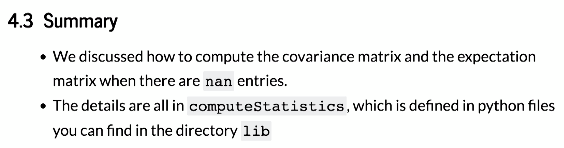 4.3 Summary
• We discussed how to compute the covariance matrix and the expectation
matrix when there are nan entries.
• The details are all in computeStatistics, which is defined in python files
you can find in the directory lib